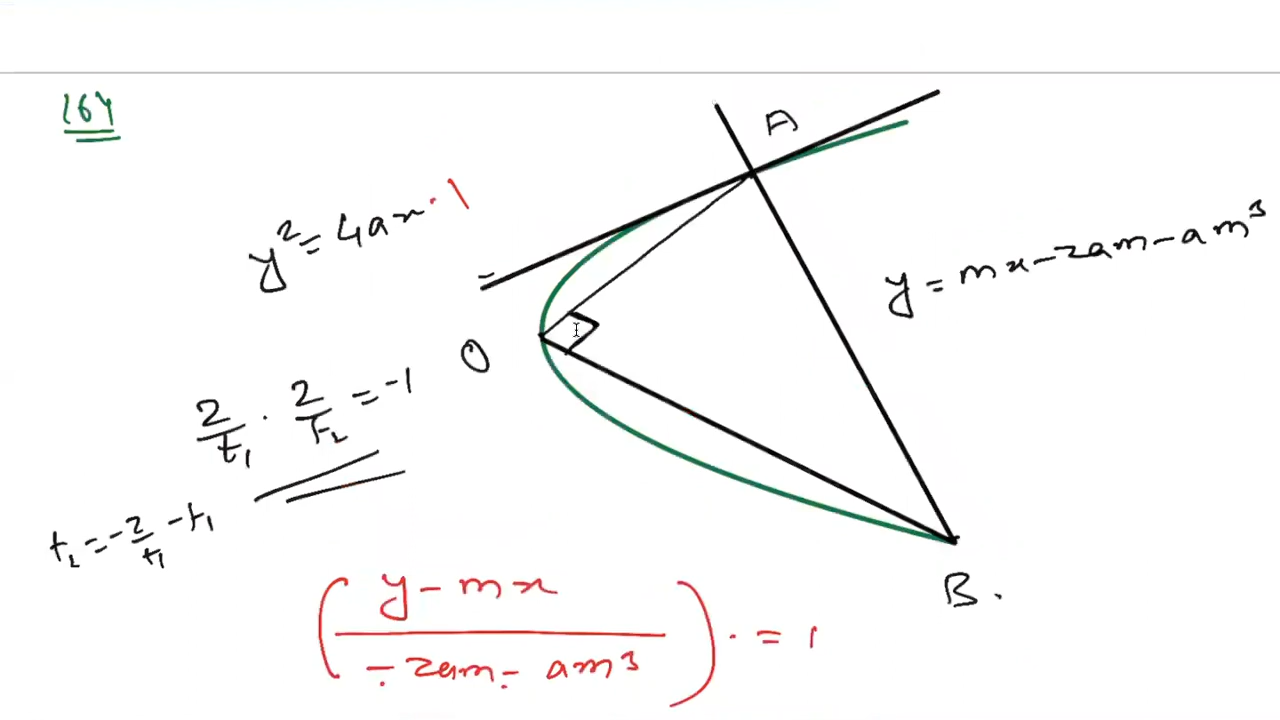 164
A
y² = 4ax · 1
y = mx - 2am - am³
O
2/t₁ · 2/t₂ = -1
t₂ = -2/t₁ - t₁
B.
((y - mx)/(-2am - am³)) · = 1